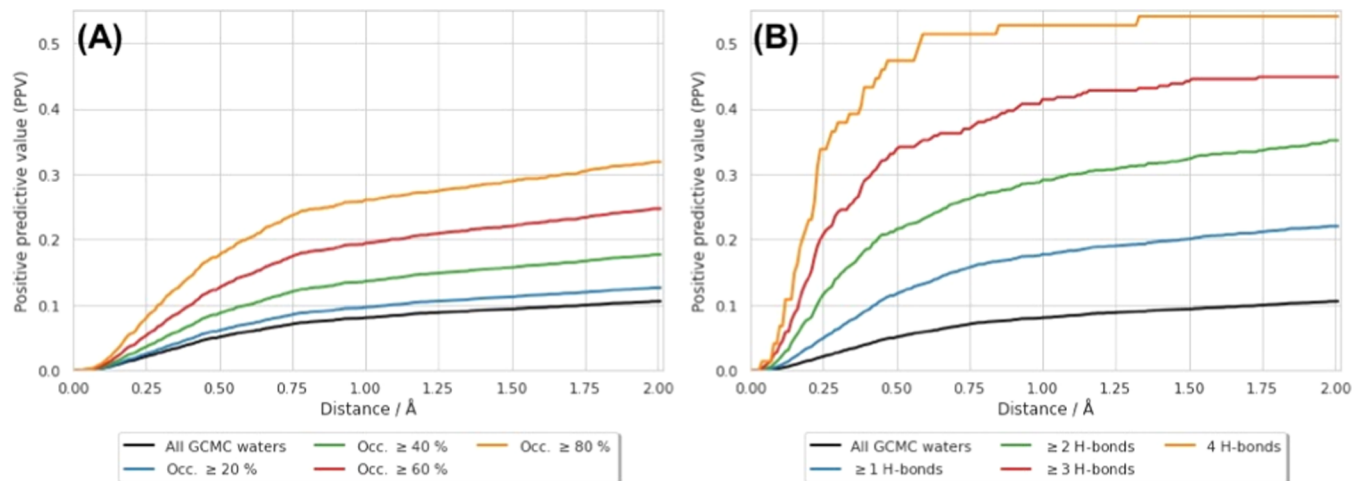 (A)
Positive predictive value (PPV)
0.5
0.4
0.3
0.2
0.1
0.0
0.00 0.25 0.50 0.75 1.00 1.25 1.50 1.75 2.00
Distance / Å
All GCMC waters Occ. ≥ 40 % Occ. ≥ 80 %
Occ. ≥ 20 % Occ. ≥ 60 %
(B)
Positive predictive value (PPV)
0.5
0.4
0.3
0.2
0.1
0.0
0.00 0.25 0.50 0.75 1.00 1.25 1.50 1.75 2.00
Distance / Å
All GCMC waters ≥ 2 H-bonds 4 H-bonds
≥ 1 H-bonds ≥ 3 H-bonds